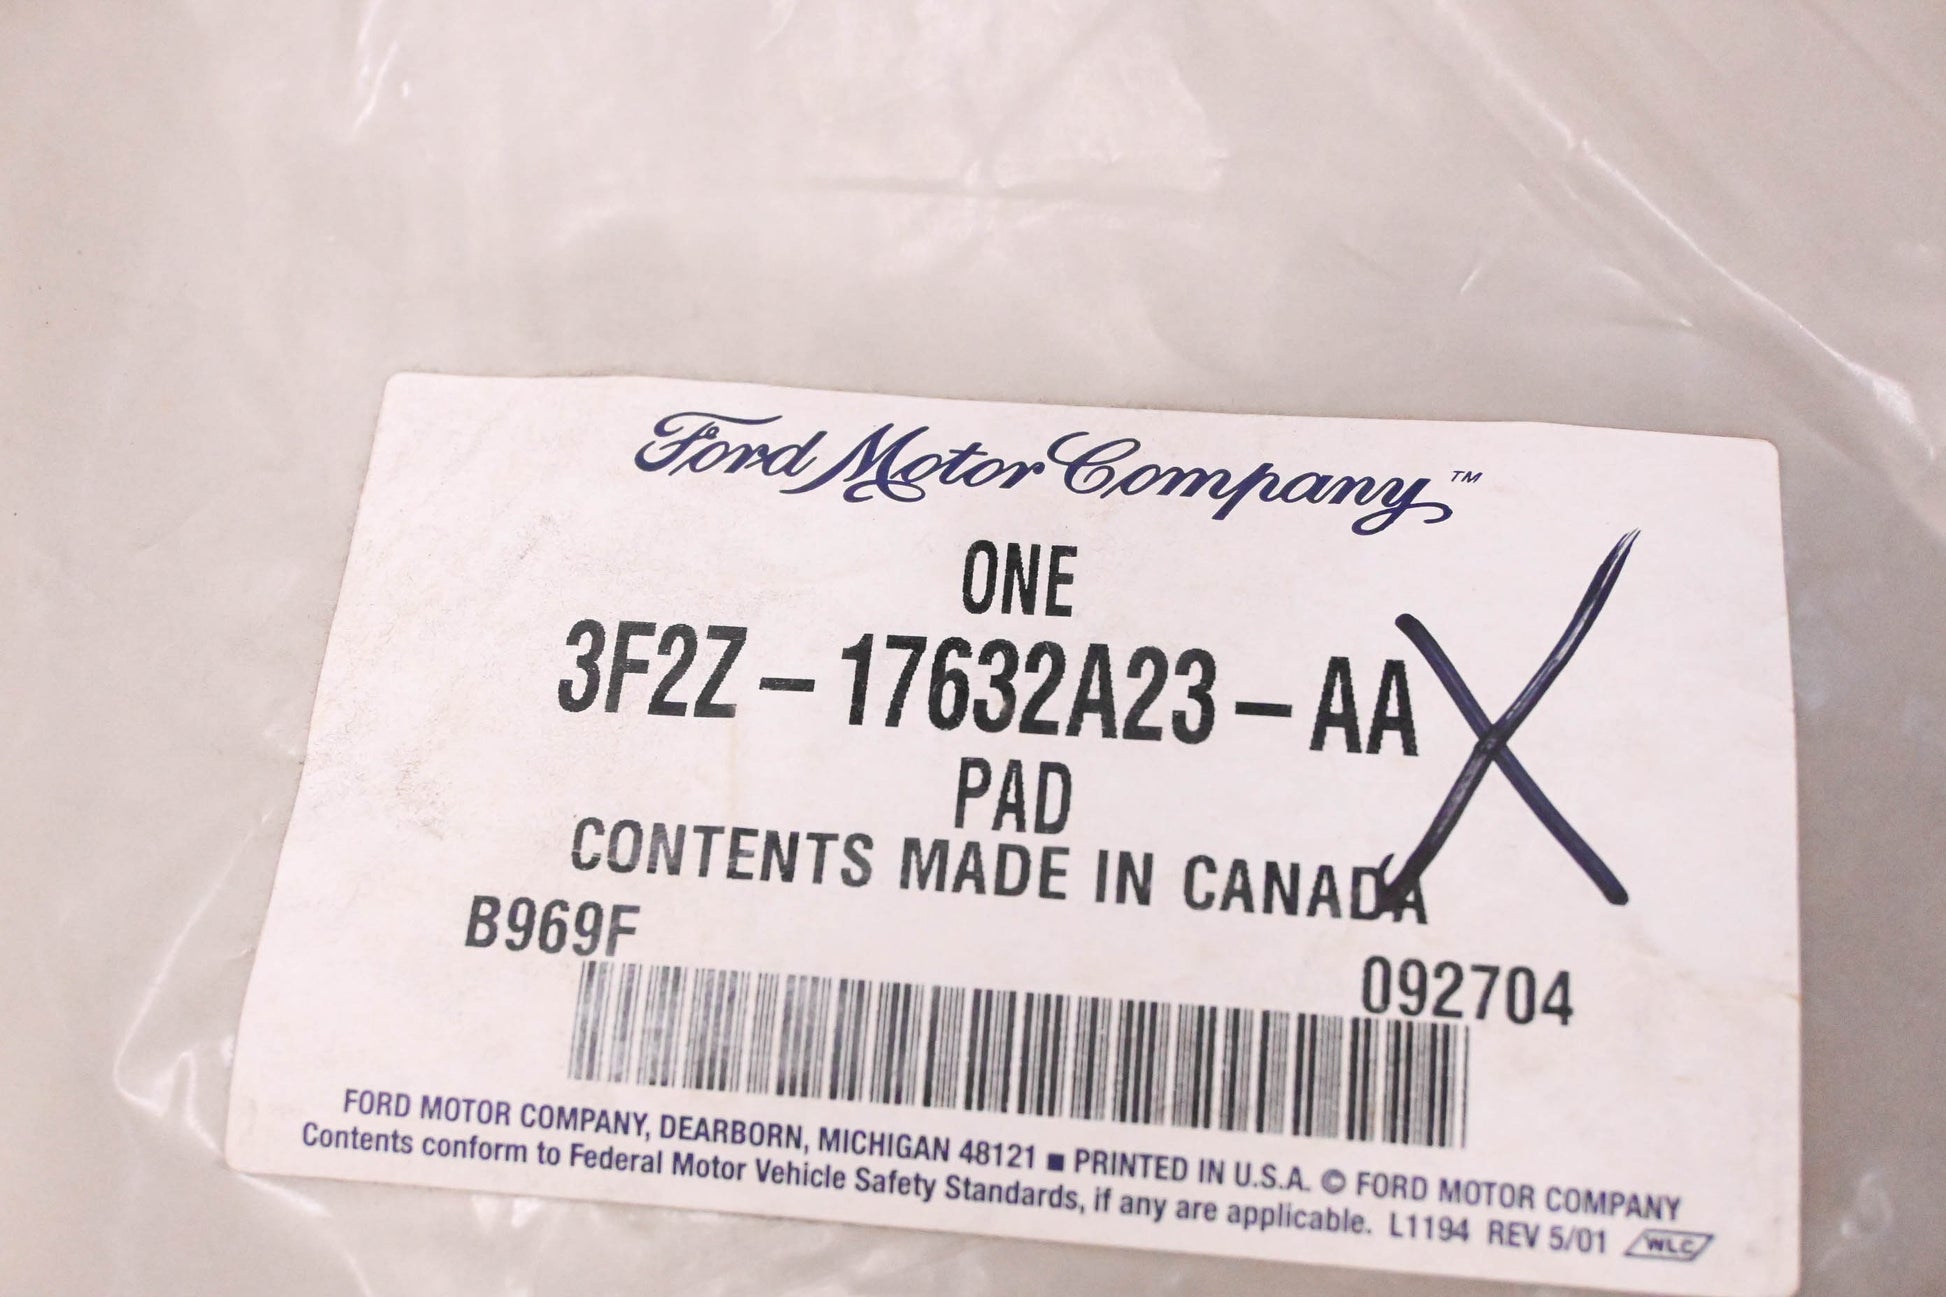 Ford Motor Company™
ONE
3F2Z-17632A23-AA
PAD
CONTENTS MADE IN CANADA
B969F
092704
FORD MOTOR COMPANY, DEARBORN, MICHIGAN 48121 ■ PRINTED IN U.S.A. © FORD MOTOR COMPANY
Contents conform to Federal Motor Vehicle Safety Standards, if any are applicable. L1194 REV 5/01 WLC